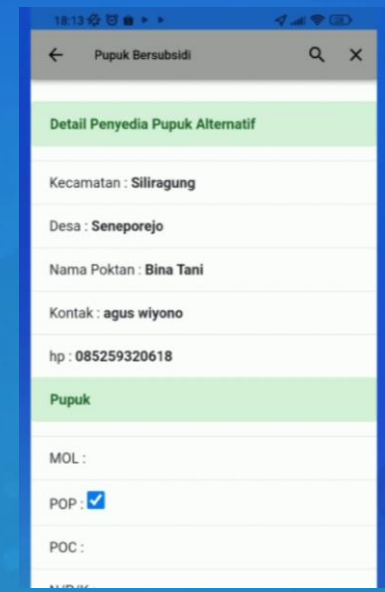 18:13
Pupuk Bersubsidi
Detail Penyedia Pupuk Alternatif
Kecamatan : Siliragung
Desa : Seneporejo
Nama Poktan : Bina Tani
Kontak : agus wiyono
hp : 085259320618
Pupuk
MOL :
POP :
POC :